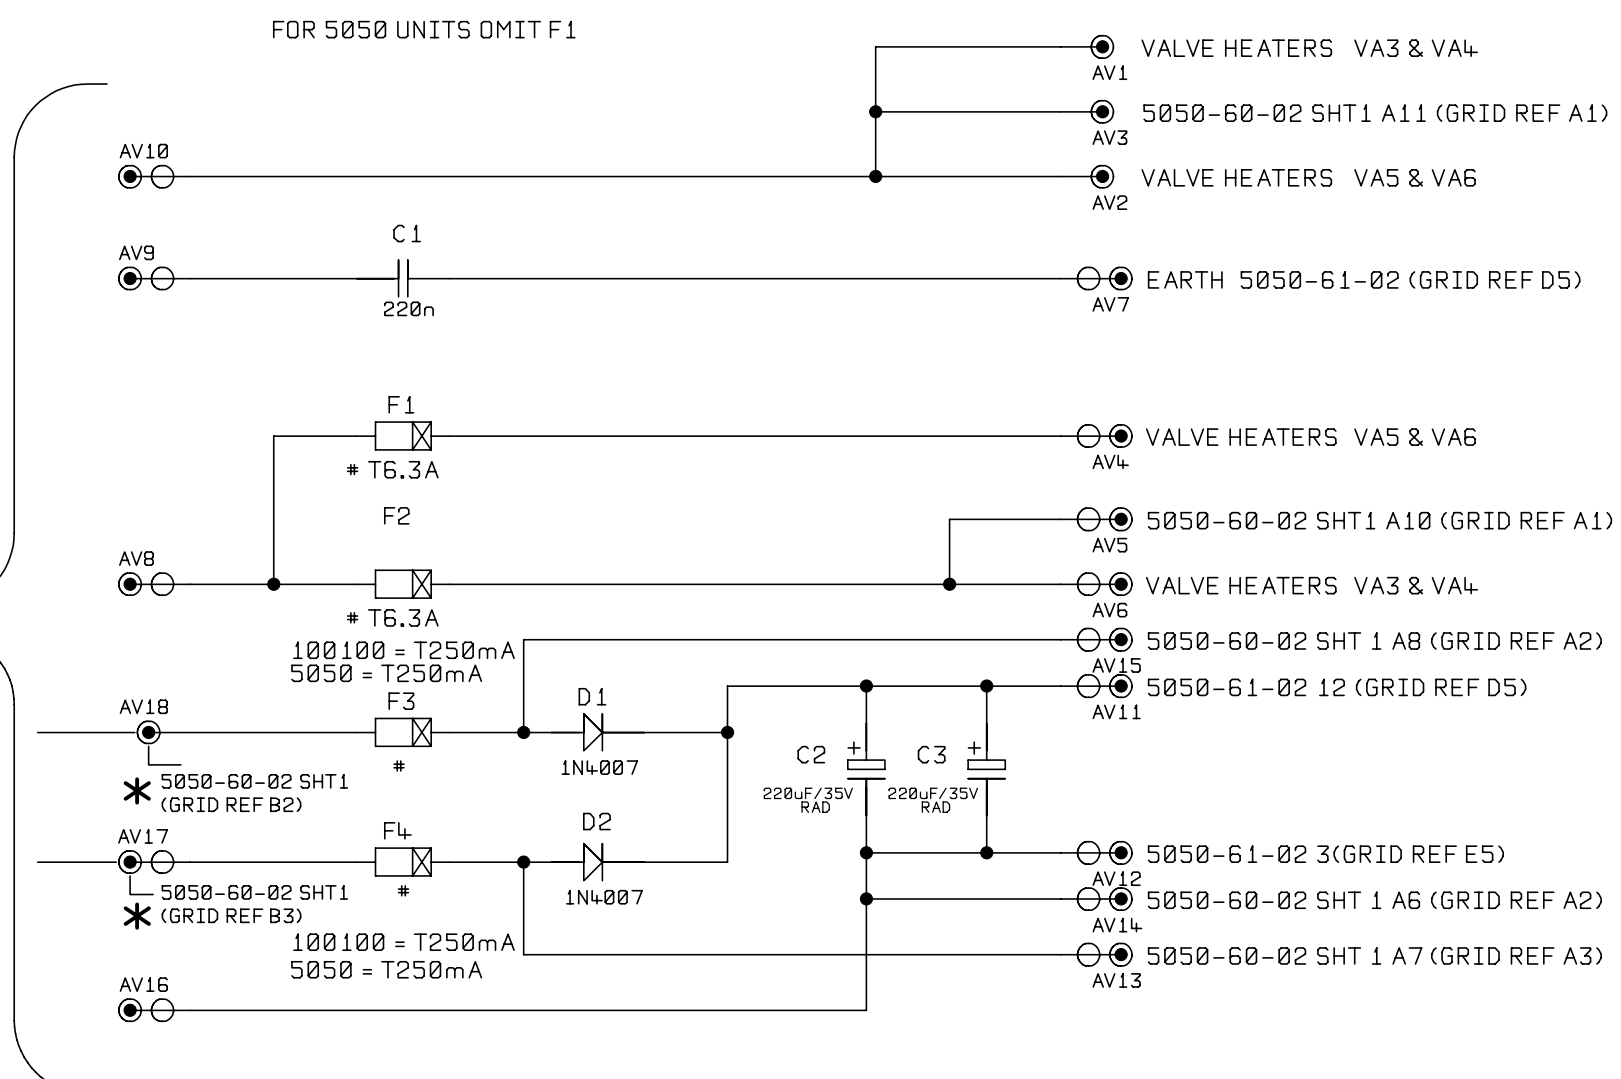 FOR 5050 UNITS OMIT F1
VALVE HEATERS VA3 & VA4
AV1
5050-60-02 SHT1 A11 (GRID REF A1)
AV3
AV10
VALVE HEATERS VA5 & VA6
AV2
C1
AV9
EARTH 5050-61-02 (GRID REF D5)
AV7
220n
F1
VALVE HEATERS VA5 & VA6
AV4
# T6.3A
F2
5050-60-02 SHT1 A10 (GRID REF A1)
AV5
AV8
VALVE HEATERS VA3 & VA4
AV6
# T6.3A
100100 = T250mA
5050 = T250mA
5050-60-02 SHT 1 A8 (GRID REF A2)
AV15
5050-61-02 12 (GRID REF D5)
AV11
AV18
F3
D1
#
1N4007
C2
+
220uF/35V
RAD
C3
+
220uF/35V
RAD
* 5050-60-02 SHT1
(GRID REF B2)
AV17
F4
D2
#
1N4007
5050-61-02 3(GRID REF E5)
AV12
* 5050-60-02 SHT1
(GRID REF B3)
5050-60-02 SHT 1 A6 (GRID REF A2)
AV14
100100 = T250mA
5050 = T250mA
5050-60-02 SHT 1 A7 (GRID REF A3)
AV13
AV16